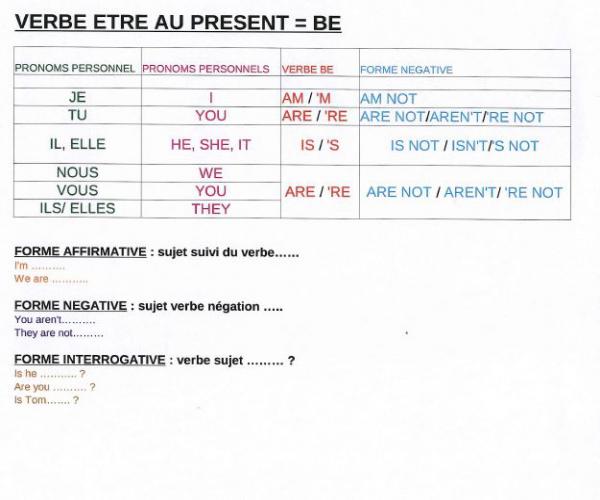 VERBE ETRE AU PRESENT = BE
PRONOMS PERSONNEL PRONOMS PERSONNELS VERBE BE FORME NEGATIVE
JE I AM / 'M AM NOT
TU YOU ARE / 'RE ARE NOT/AREN'T/'RE NOT
IL, ELLE HE, SHE, IT IS / 'S IS NOT / ISN'T/'S NOT
NOUS WE
VOUS YOU ARE / 'RE ARE NOT / AREN'T/ 'RE NOT
ILS/ ELLES THEY
FORME AFFIRMATIVE : sujet suivi du verbe……
I'm ……….
We are ………..
FORME NEGATIVE : sujet verbe négation …..
You aren't……….
They are not………
FORME INTERROGATIVE : verbe sujet ……… ?
Is he ……….. ?
Are you ………. ?
Is Tom……. ?